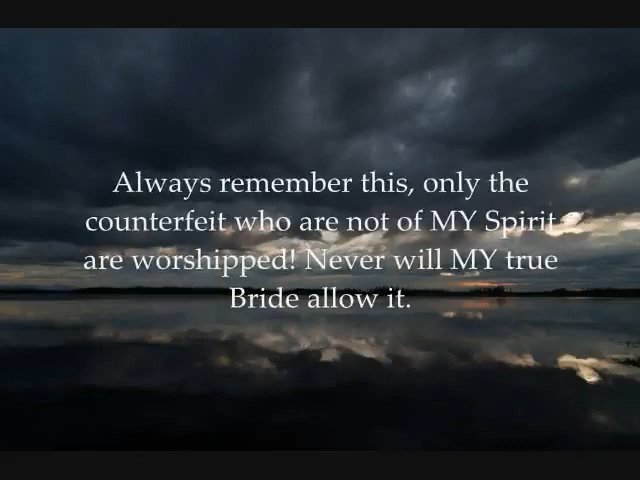 Always remember this, only the
counterfeit who are not of MY Spirit
are worshipped! Never will MY true
Bride allow it.